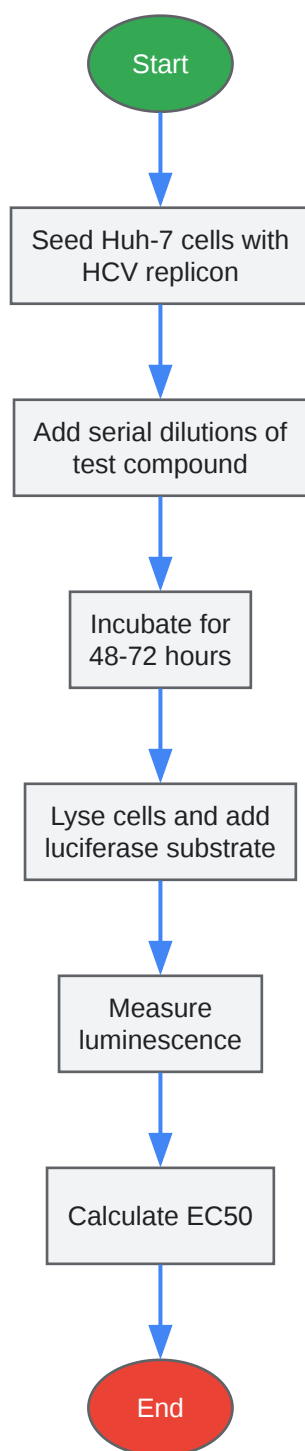 Start
Seed Huh-7 cells with
HCV replicon
Add serial dilutions of
test compound
Incubate for
48-72 hours
Lyse cells and add
luciferase substrate
Measure
luminescence
Calculate EC50
End